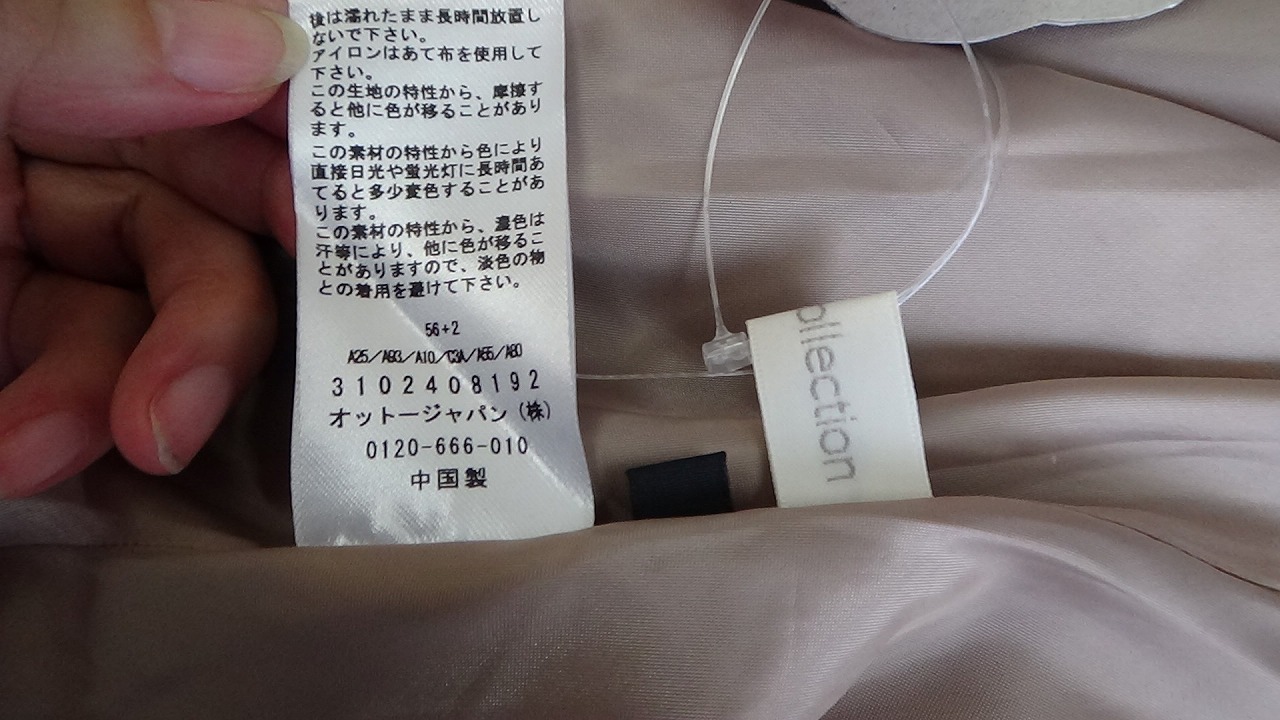 後は濡れたまま長時間放置し
ないで下さい。
アイロンはあて布を使用して
下さい。
この生地の特性から、摩擦す
ると他に色が移ることがあり
ます。
この素材の特性から色により
直接日光や蛍光灯に長時間あ
てると多少変色することがあ
ります。
この素材の特性から、濃色は
汗等により、他に色が移るこ
とがありますので、淡色の物
との着用を避けて下さい。
56+2
A25/A93/A10/C3A/A55/A80
3102408192
オットージャパン(株)
0120-666-010
中国製
ollection